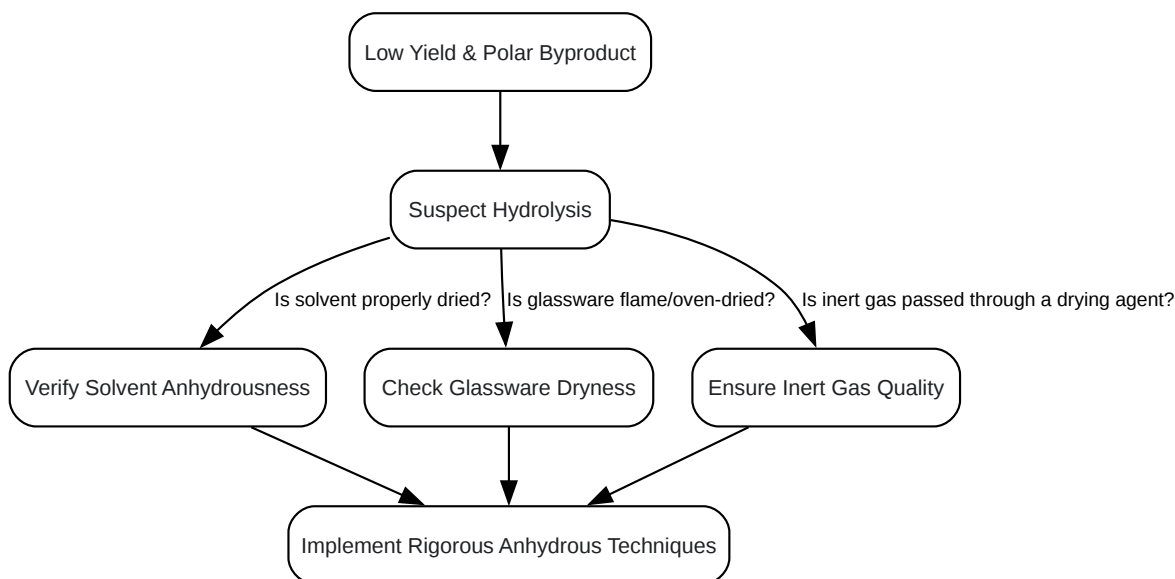 Low Yield & Polar Byproduct
Suspect Hydrolysis
Is solvent properly dried?
Is glassware flame/oven-dried?
Is inert gas passed through a drying agent?
Verify Solvent Anhydrousness
Check Glassware Dryness
Ensure Inert Gas Quality
Implement Rigorous Anhydrous Techniques